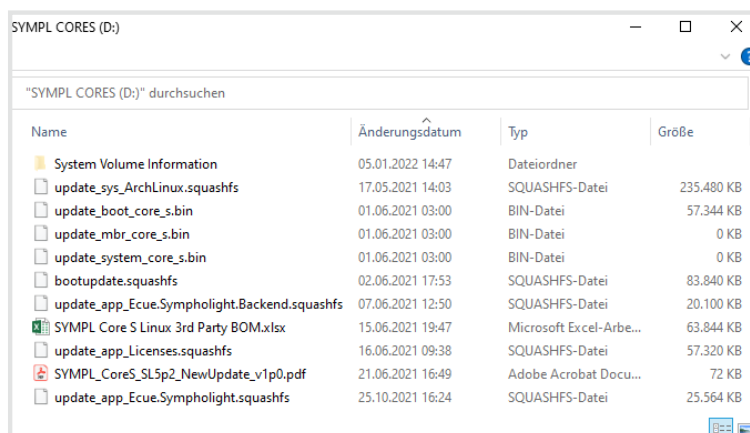 SYMPL CORES (D:)
"SYMPL CORES (D:)" durchsuchen
Name Änderungsdatum Typ Größe
System Volume Information 05.01.2022 14:47 Dateiordner
update_sys_ArchLinux.squashfs 17.05.2021 14:03 SQUASHFS-Datei 235.480 KB
update_boot_core_s.bin 01.06.2021 03:00 BIN-Datei 57.344 KB
update_mbr_core_s.bin 01.06.2021 03:00 BIN-Datei 0 KB
update_system_core_s.bin 01.06.2021 03:00 BIN-Datei 0 KB
bootupdate.squashfs 02.06.2021 17:53 SQUASHFS-Datei 83.840 KB
update_app_Ecue.Sympholight.Backend.squashfs 07.06.2021 12:50 SQUASHFS-Datei 20.100 KB
SYMPL Core S Linux 3rd Party BOM.xlsx 15.06.2021 19:47 Microsoft Excel-Arbe... 63.844 KB
update_app_Licenses.squashfs 16.06.2021 09:38 SQUASHFS-Datei 57.320 KB
SYMPL_CoreS_SL5p2_NewUpdate_v1p0.pdf 21.06.2021 16:49 Adobe Acrobat Docu... 72 KB
update_app_Ecue.Sympholight.squashfs 25.10.2021 16:24 SQUASHFS-Datei 25.564 KB